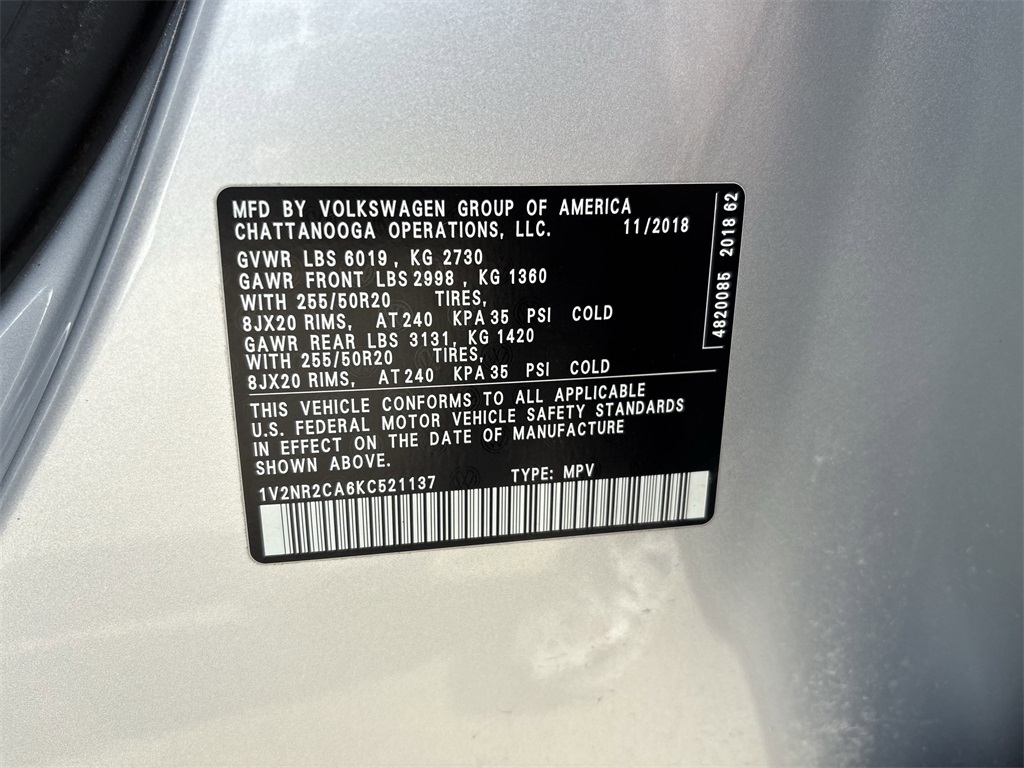 MFD BY VOLKSWAGEN GROUP OF AMERICA
CHATTANOOGA OPERATIONS, LLC. 11/2018
GVWR LBS 6019, KG 2730
GAWR FRONT LBS 2998, KG 1360
WITH 255/50R20 TIRES,
8JX20 RIMS, AT 240 KPA 35 PSI COLD
GAWR REAR LBS 3131, KG 1420
WITH 255/50R20 TIRES,
8JX20 RIMS, AT 240 KPA 35 PSI COLD
THIS VEHICLE CONFORMS TO ALL APPLICABLE
U.S. FEDERAL MOTOR VEHICLE SAFETY STANDARDS
IN EFFECT ON THE DATE OF MANUFACTURE
SHOWN ABOVE.
1V2NR2CA6KC521137 TYPE: MPV
4820085 2018 62